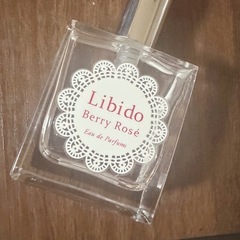 Libido
Berry Rosé
Eau de Parfum